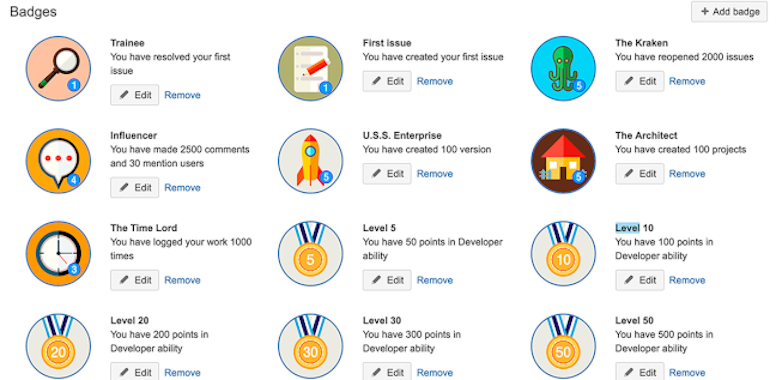 Badges
+ Add badge
Trainee
You have resolved your first
issue
1
Edit Remove
First issue
You have created your first issue
1
Edit Remove
The Kraken
You have reopened 2000 issues
5
Edit Remove
Influencer
You have made 2500 comments
and 30 mention users
4
Edit Remove
U.S.S. Enterprise
You have created 100 version
5
Edit Remove
The Architect
You have created 100 projects
5
Edit Remove
The Time Lord
You have logged your work 1000
times
3
Edit Remove
Level 5
You have 50 points in Developer
ability
5
Edit Remove
Level 10
You have 100 points in
Developer ability
10
Edit Remove
Level 20
You have 200 points in
Developer ability
20
Edit Remove
Level 30
You have 300 points in
Developer ability
30
Edit Remove
Level 50
You have 500 points in
Developer ability
50
Edit Remove